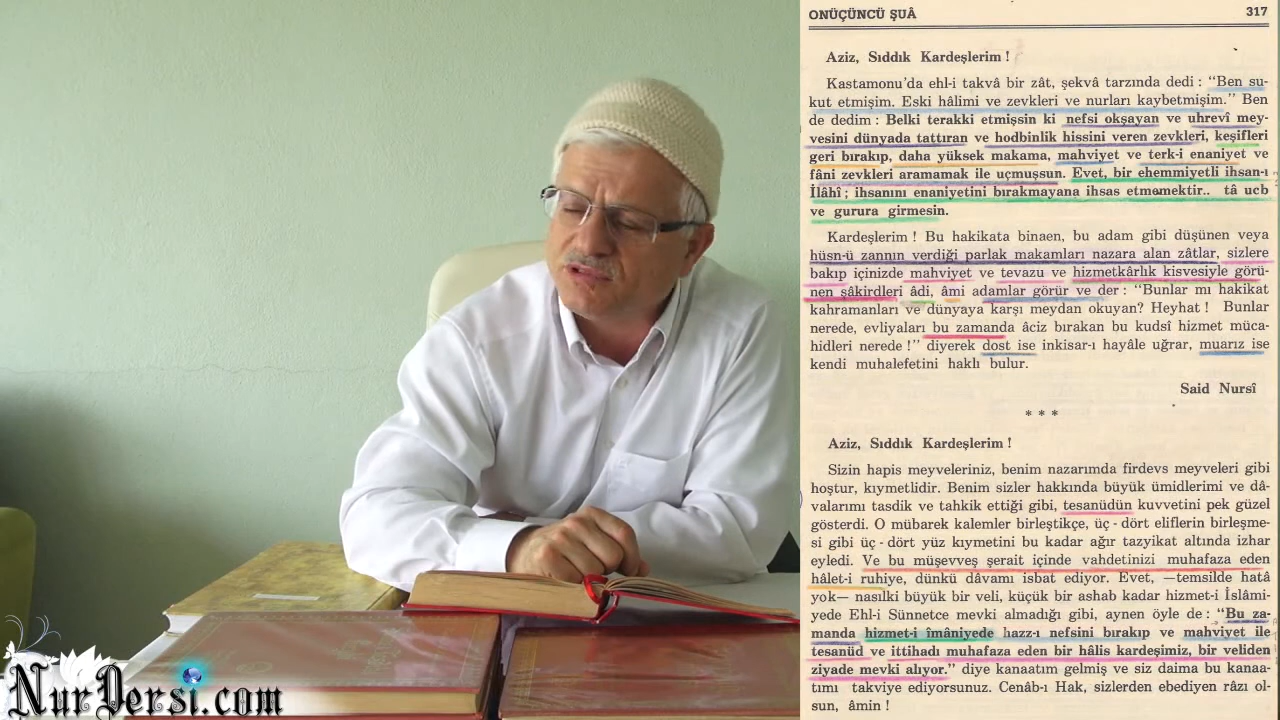 ONÜÇÜNCÜ ŞUÂ 317
Aziz, Sıddık Kardeşlerim !
Kastamonu'da ehl-i takvâ bir zât, şekvâ tarzında dedi : "Ben su-
kut etmişim. Eski hâlimi ve zevkleri ve nurları kaybetmişim." Ben
de dedim : Belki terakki etmişsin ki nefsi okşayan ve uhrevî mey-
vesini dünyada tattıran ve hodbinlik hissini veren zevkleri, keşifleri
geri bırakıp, daha yüksek makama, mahviyet ve terk-i enaniyet ve
fâni zevkleri aramamak ile uçmuşsun. Evet, bir ehemmiyetli ihsan-ı
İlâhî ; ihsanını enaniyetini bırakmayana ihsas etmemektir.. tâ ucb
ve gurura girmesin.
Kardeşlerim ! Bu hakikata binaen, bu adam gibi düşünen veya
hüsn-ü zannın verdiği parlak makamları nazara alan zâtlar, sizlere
bakıp içinizde mahviyet ve tevazu ve hizmetkârlık kisvesiyle görü-
nen şâkirdleri âdi, âmi adamlar görür ve der : "Bunlar mı hakikat
kahramanları ve dünyaya karşı meydan okuyan? Heyhat ! Bunlar
nerede, evliyaları bu zamanda âciz bırakan bu kudsî hizmet müca-
hidleri nerede !" diyerek dost ise inkisar-ı hayâle uğrar, muarız ise
kendi muhalefetini haklı bulur.
Said Nursî
* * *
Aziz, Sıddık Kardeşlerim !
Sizin hapis meyveleriniz, benim nazarımda firdevs meyveleri gibi
hoştur, kıymetlidir. Benim sizler hakkında büyük ümidlerimi ve dâ-
valarımı tasdik ve tahkik ettiği gibi, tesanüdün kuvvetini pek güzel
gösterdi. O mübarek kalemler birleştikçe, üç - dört eliflerin birleşme-
si gibi üç - dört yüz kıymetini bu kadar ağır tazyikat altında izhar
eyledi. Ve bu müşevveş şerait içinde vahdetinizi muhafaza eden
hâlet-i ruhiye, dünkü dâvamı isbat ediyor. Evet, —temsilde hatâ
yok— nasılki büyük bir veli, küçük bir ashab kadar hizmet-i İslâmi-
yede Ehl-i Sünnetce mevki almadığı gibi, aynen öyle de : "Bu za-
manda hizmet-i îmâniyede hazz-ı nefsini bırakıp ve mahviyet ile
tesanüd ve ittihadı muhafaza eden bir hâlis kardeşimiz, bir veliden
ziyade mevki alıyor." diye kanaatım gelmiş ve siz daima bu kanaa-
tımı takviye ediyorsunuz. Cenâb-ı Hak, sizlerden ebediyen râzı ol-
sun, âmin !
NurDersi.com